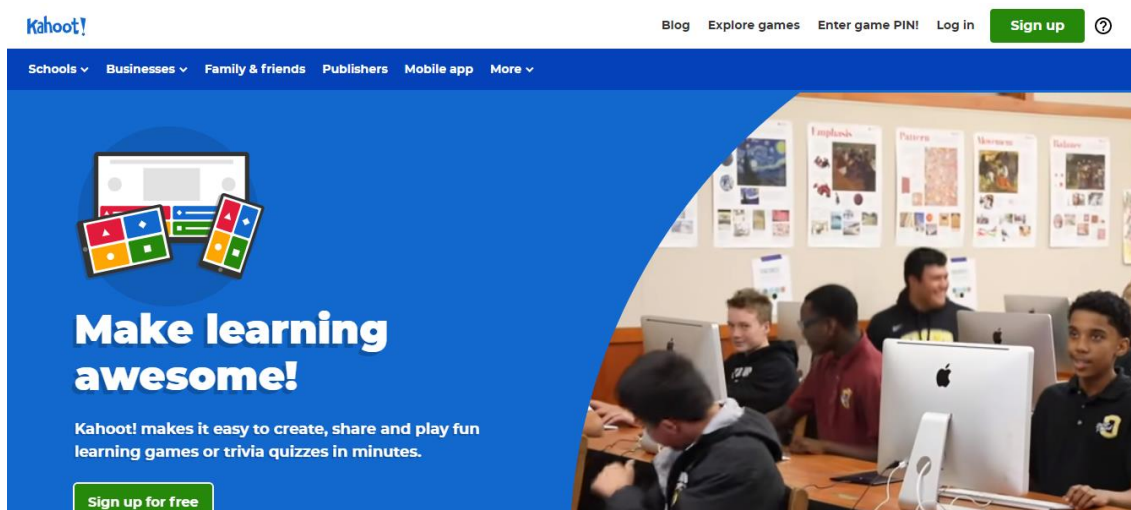 Kahoot!
Blog Explore games Enter game PIN! Log in Sign up ?
Schools Businesses Family & friends Publishers Mobile app More
Emphasis Pattern Movement Balance
Make learning
awesome!
Kahoot! makes it easy to create, share and play fun
learning games or trivia quizzes in minutes.
Sign up for free